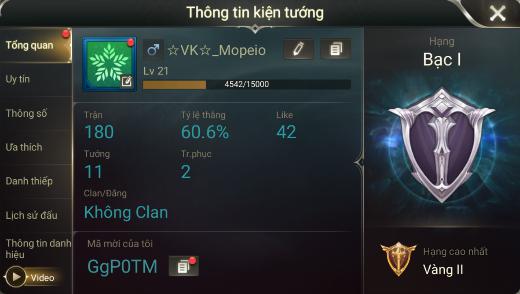 Thông tin kiện tướng
Tổng quan
Uy tín
Thông số
Ưa thích
Danh thiếp
Lịch sử đấu
Thông tin danh
hiệu
Video
☆VK☆_Mopeio
Lv 21
4542/15000
Trận Tỷ lệ thắng Like
180 60.6% 42
Tướng Tr.phục
11 2
Clan/Đảng
Không Clan
Mã mời của tôi
GgP0TM
Hạng
Bạc I
Hạng cao nhất
Vàng II